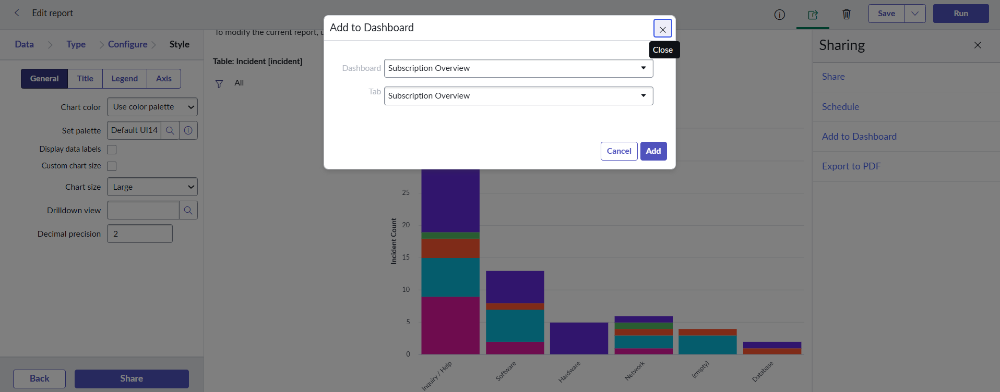 Edit report
Save
Run
Data
Type
Configure
Style
General
Title
Legend
Axis
Chart color
Use color palette
Set palette
Default UI14
Display data labels
Custom chart size
Chart size
Large
Drilldown view
Decimal precision
2
Back
Share
To modify the current report, u
Table: Incident [incident]
All
Add to Dashboard
Close
Dashboard
Subscription Overview
Tab
Subscription Overview
Cancel
Add
Incident Count
25
20
15
10
5
0
Inquiry / Help
Software
Hardware
Network
(empty)
Database
Sharing
Share
Schedule
Add to Dashboard
Export to PDF